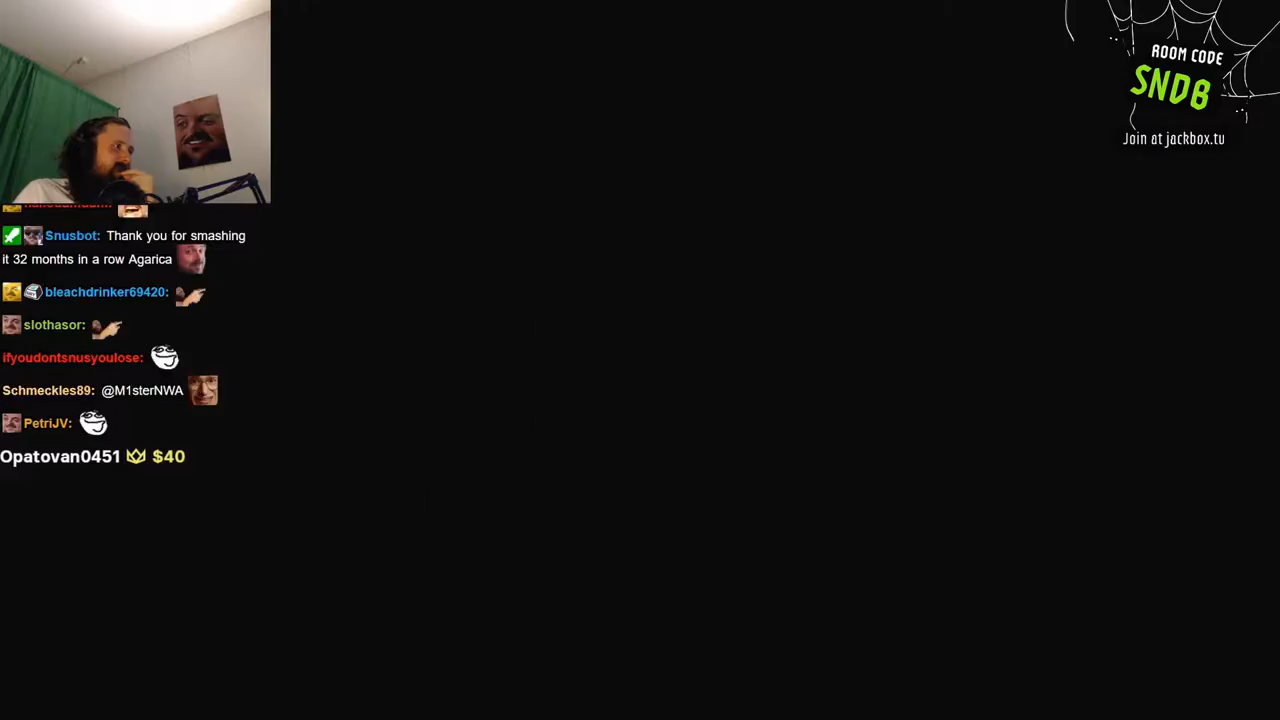 ROOM CODE
SNDB
Join at jackbox.tv
Snusbot: Thank you for smashing
it 32 months in a row Agarica
bleachdrinker69420:
slothasor:
ifyoudontsnusyoulose:
Schmeckles89: @M1sterNWA
PetriJV:
Opatovan0451 $40